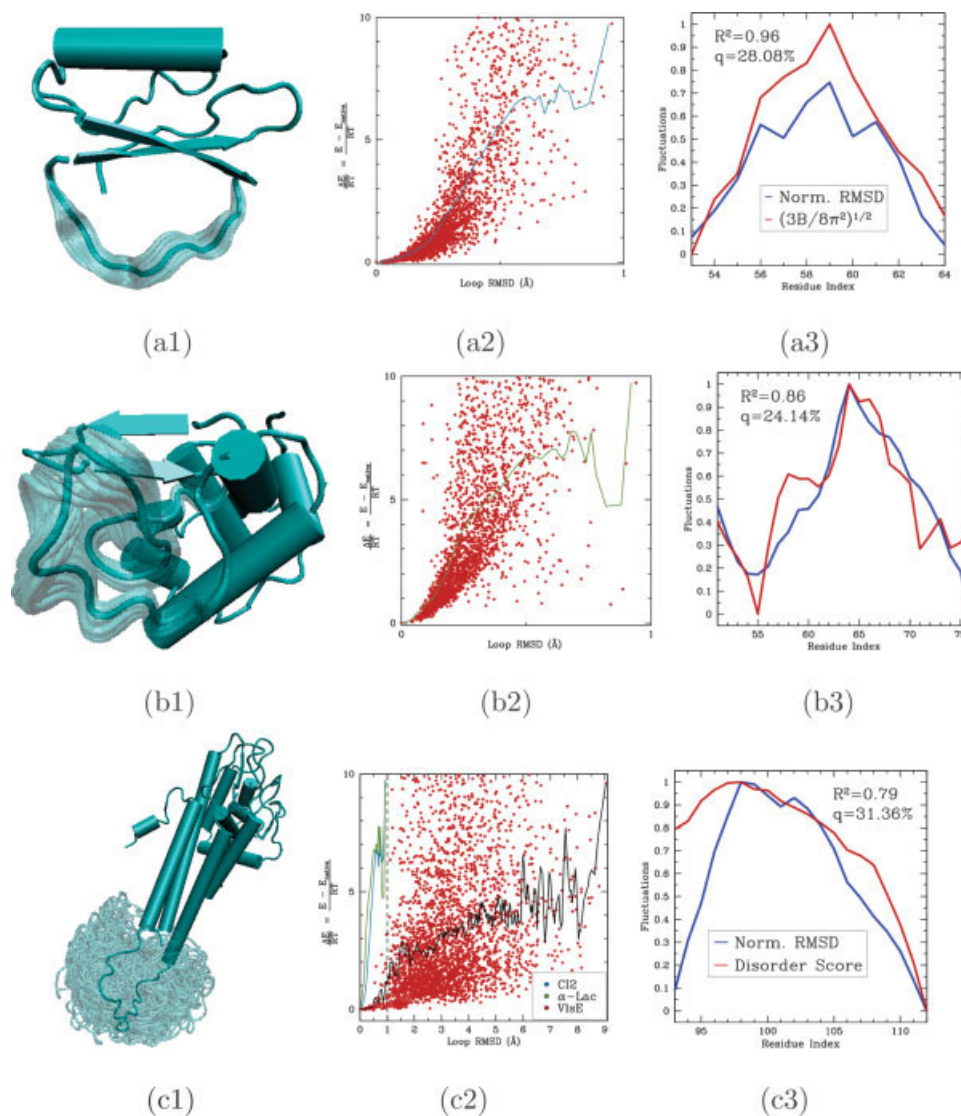 10
5
0
ΔE/RT = E - E_native/RT
0
1
Loop RMSD (Å)
R²=0.96
q=28.08%
1
0.9
0.8
0.7
0.6
0.5
0.4
0.3
0.2
0.1
0
Fluctuations
Norm. RMSD
(3B/8π²)^1/2
54
56
58
60
62
64
Residue Index
(a1)
(a2)
(a3)
10
5
0
ΔE/RT = E - E_native/RT
0
1
Loop RMSD (Å)
R²=0.86
q=24.14%
1
0.9
0.8
0.7
0.6
0.5
0.4
0.3
0.2
0.1
0
Fluctuations
55
60
65
70
75
Residue Index
(b1)
(b2)
(b3)
10
5
0
ΔE/RT = E - E_native/RT
CI2
α-Lac
VlsE
0 1 2 3 4 5 6 7 8 9
Loop RMSD (Å)
R²=0.79
q=31.36%
1
0.9
0.8
0.7
0.6
0.5
0.4
0.3
0.2
0.1
0
Fluctuations
Norm. RMSD
Disorder Score
95
100
105
110
Residue Index
(c1)
(c2)
(c3)